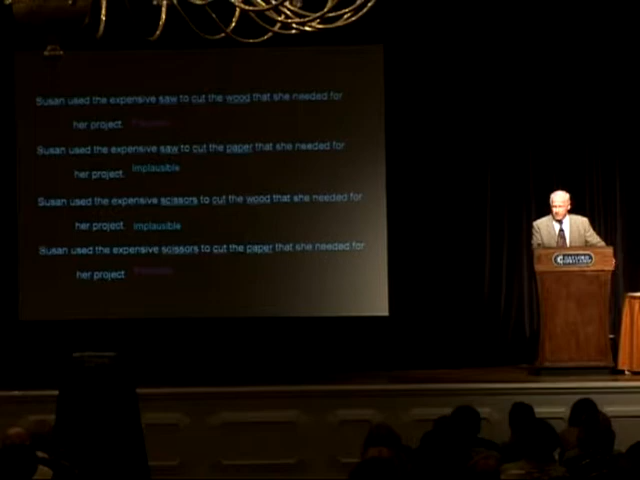 Susan used the expensive saw to cut the wood that she needed for
her project. Plausible
Susan used the expensive saw to cut the paper that she needed for
her project. Implausible
Susan used the expensive scissors to cut the wood that she needed for
her project. Implausible
Susan used the expensive scissors to cut the paper that she needed for
her project Plausible
GAYLORD